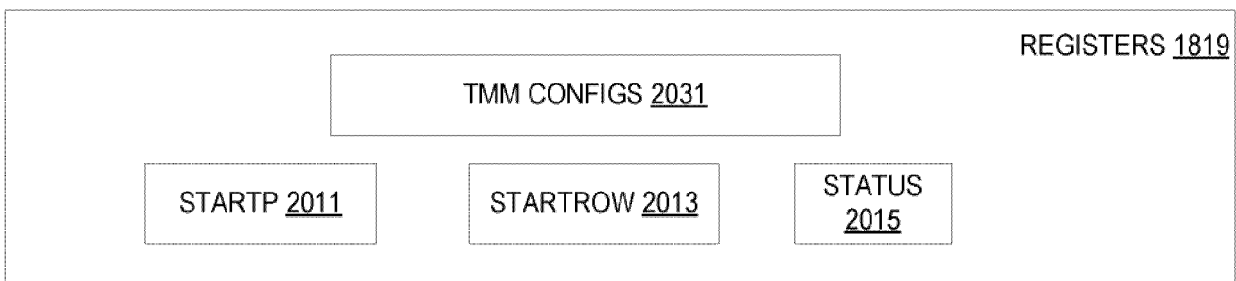 REGISTERS 1819
TMM CONFIGS 2031
STARTP 2011
STARTROW 2013
STATUS
2015